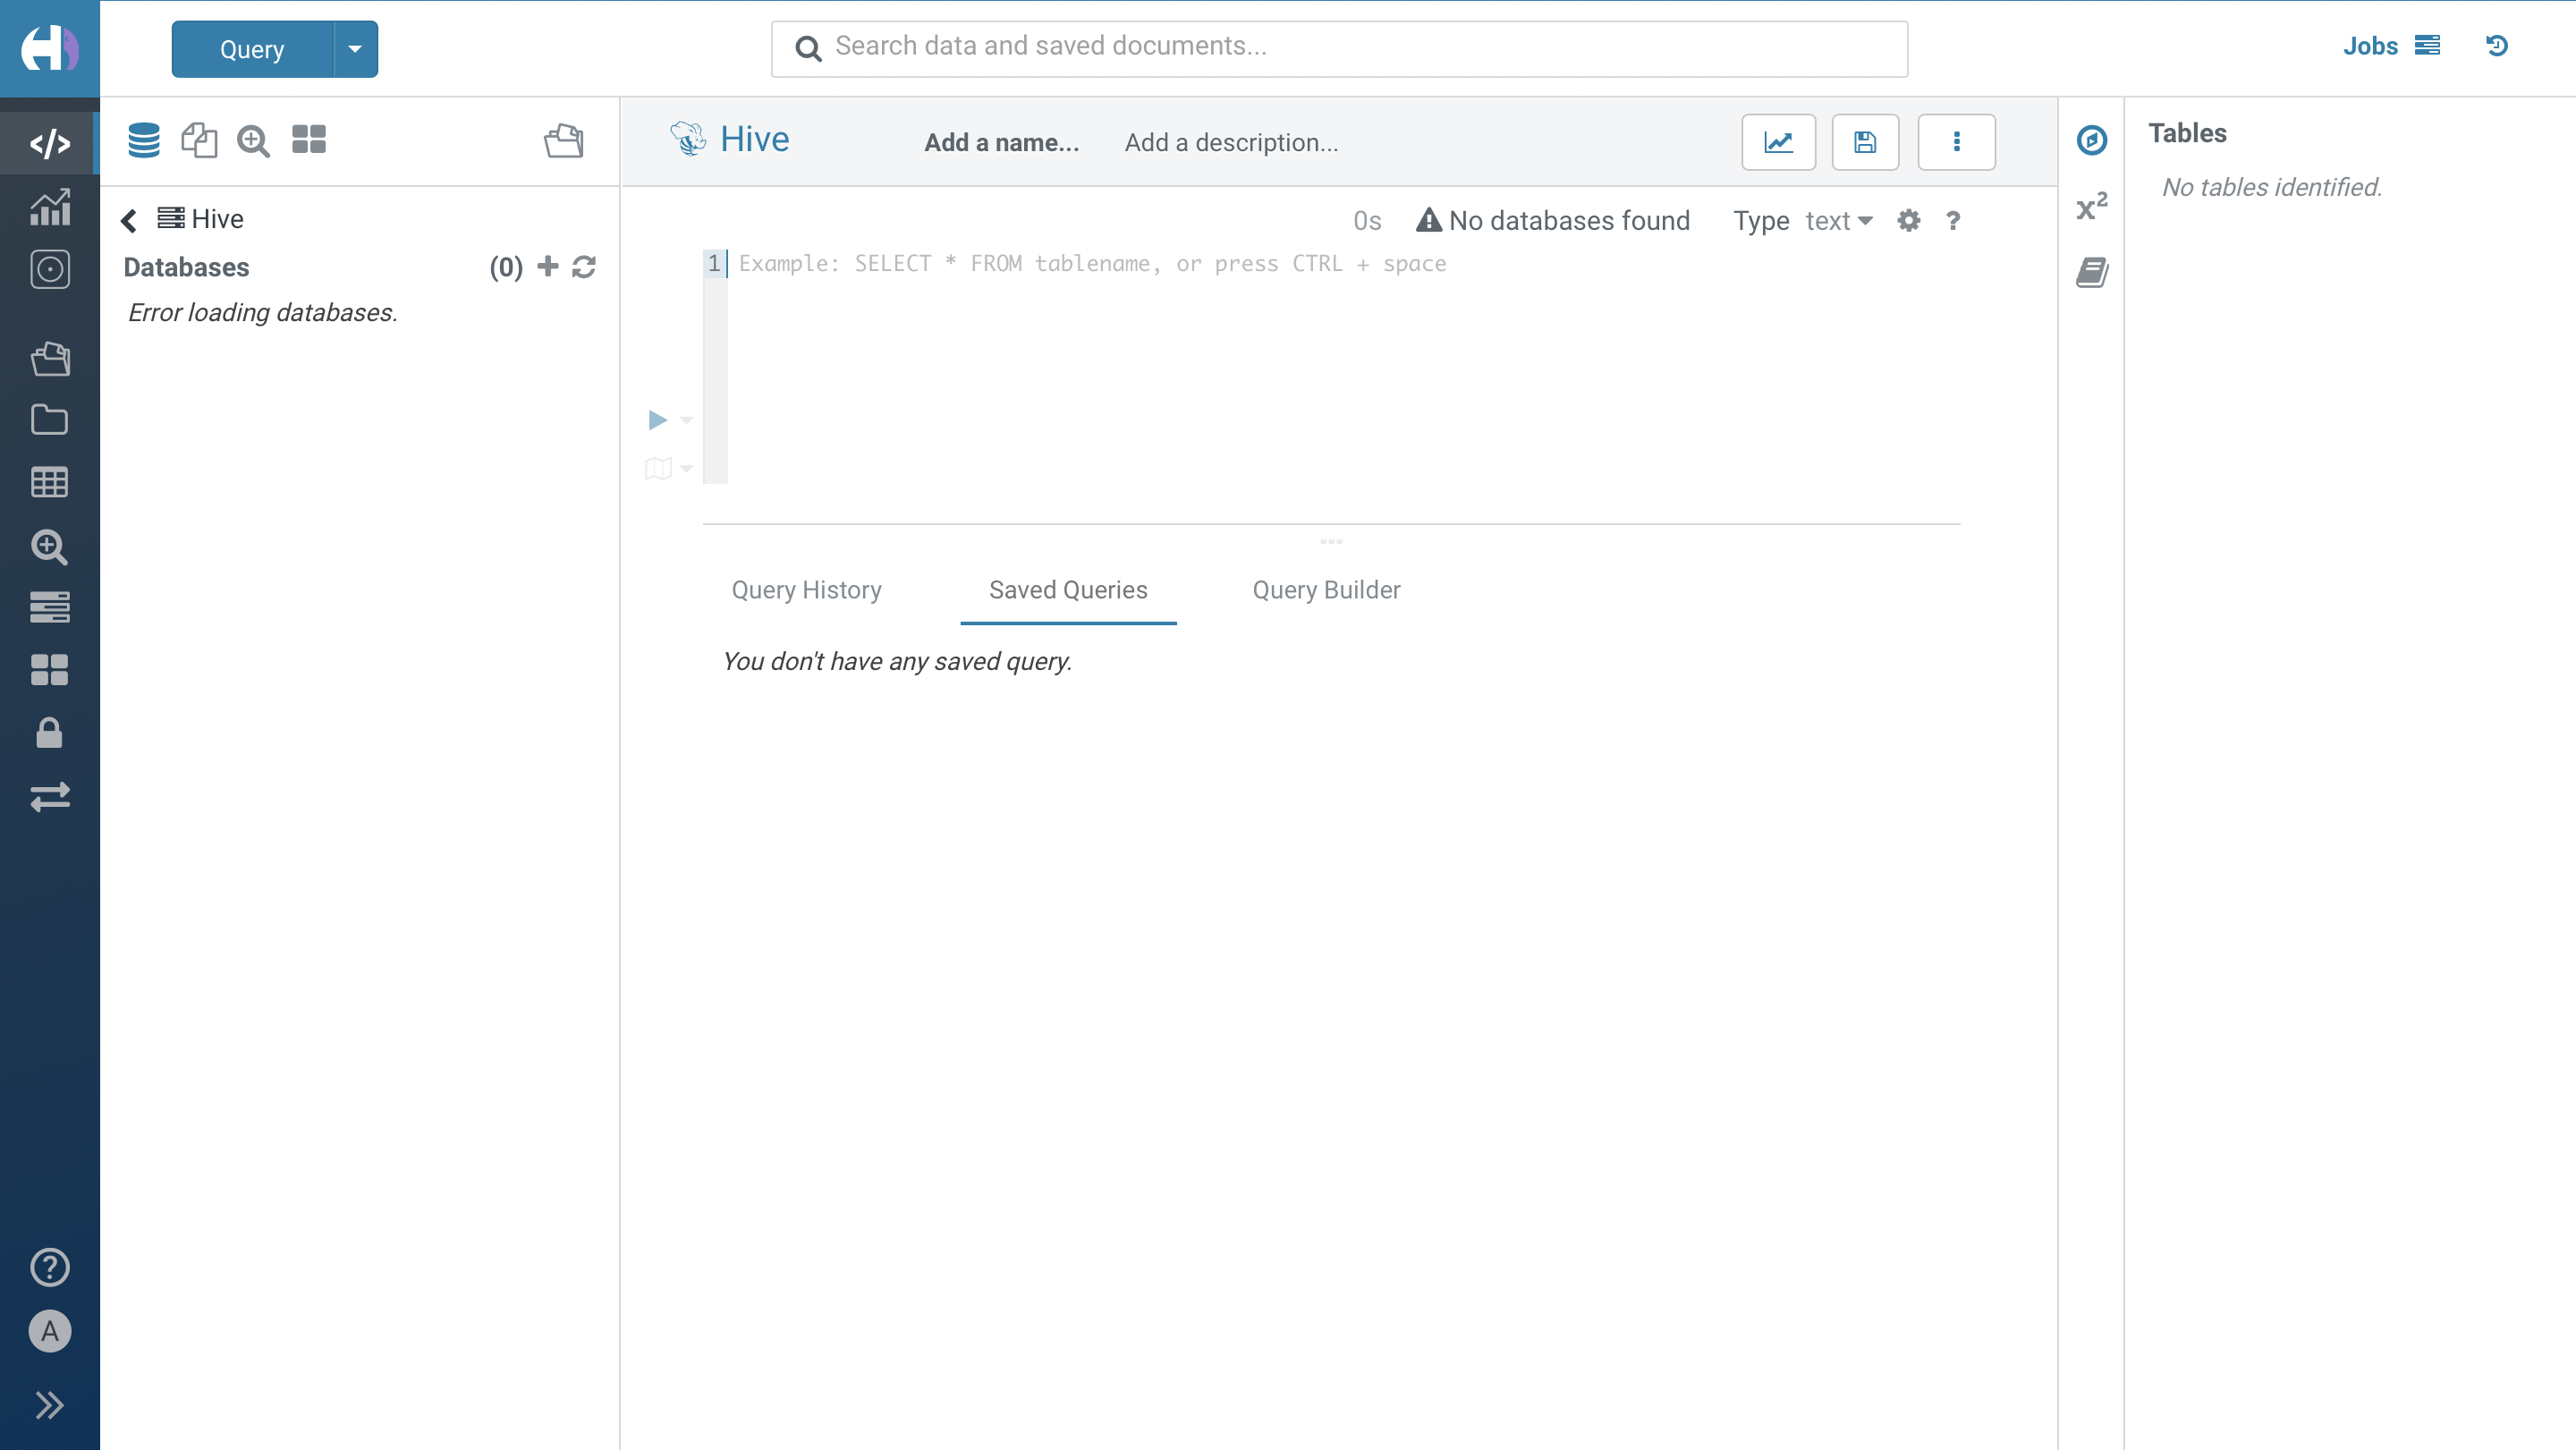 Query
Search data and saved documents...
Jobs
Hive
Databases (0)
Error loading databases.
Hive
Add a name...
Add a description...
0s
No databases found
Type text
?
1
Example: SELECT * FROM tablename, or press CTRL + space
Query History
Saved Queries
Query Builder
You don't have any saved query.
x²
Tables
No tables identified.
?
A